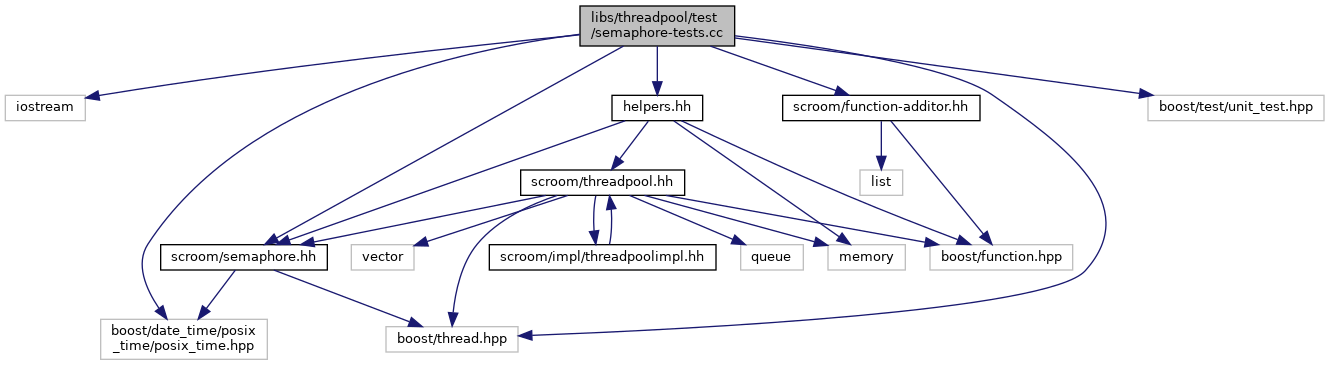 libs/threadpool/test
/semaphore-tests.cc
iostream
helpers.hh
scroom/function-additor.hh
boost/test/unit_test.hpp
scroom/threadpool.hh
list
scroom/semaphore.hh
vector
scroom/impl/threadpoolimpl.hh
queue
memory
boost/function.hpp
boost/date_time/posix
_time/posix_time.hpp
boost/thread.hpp